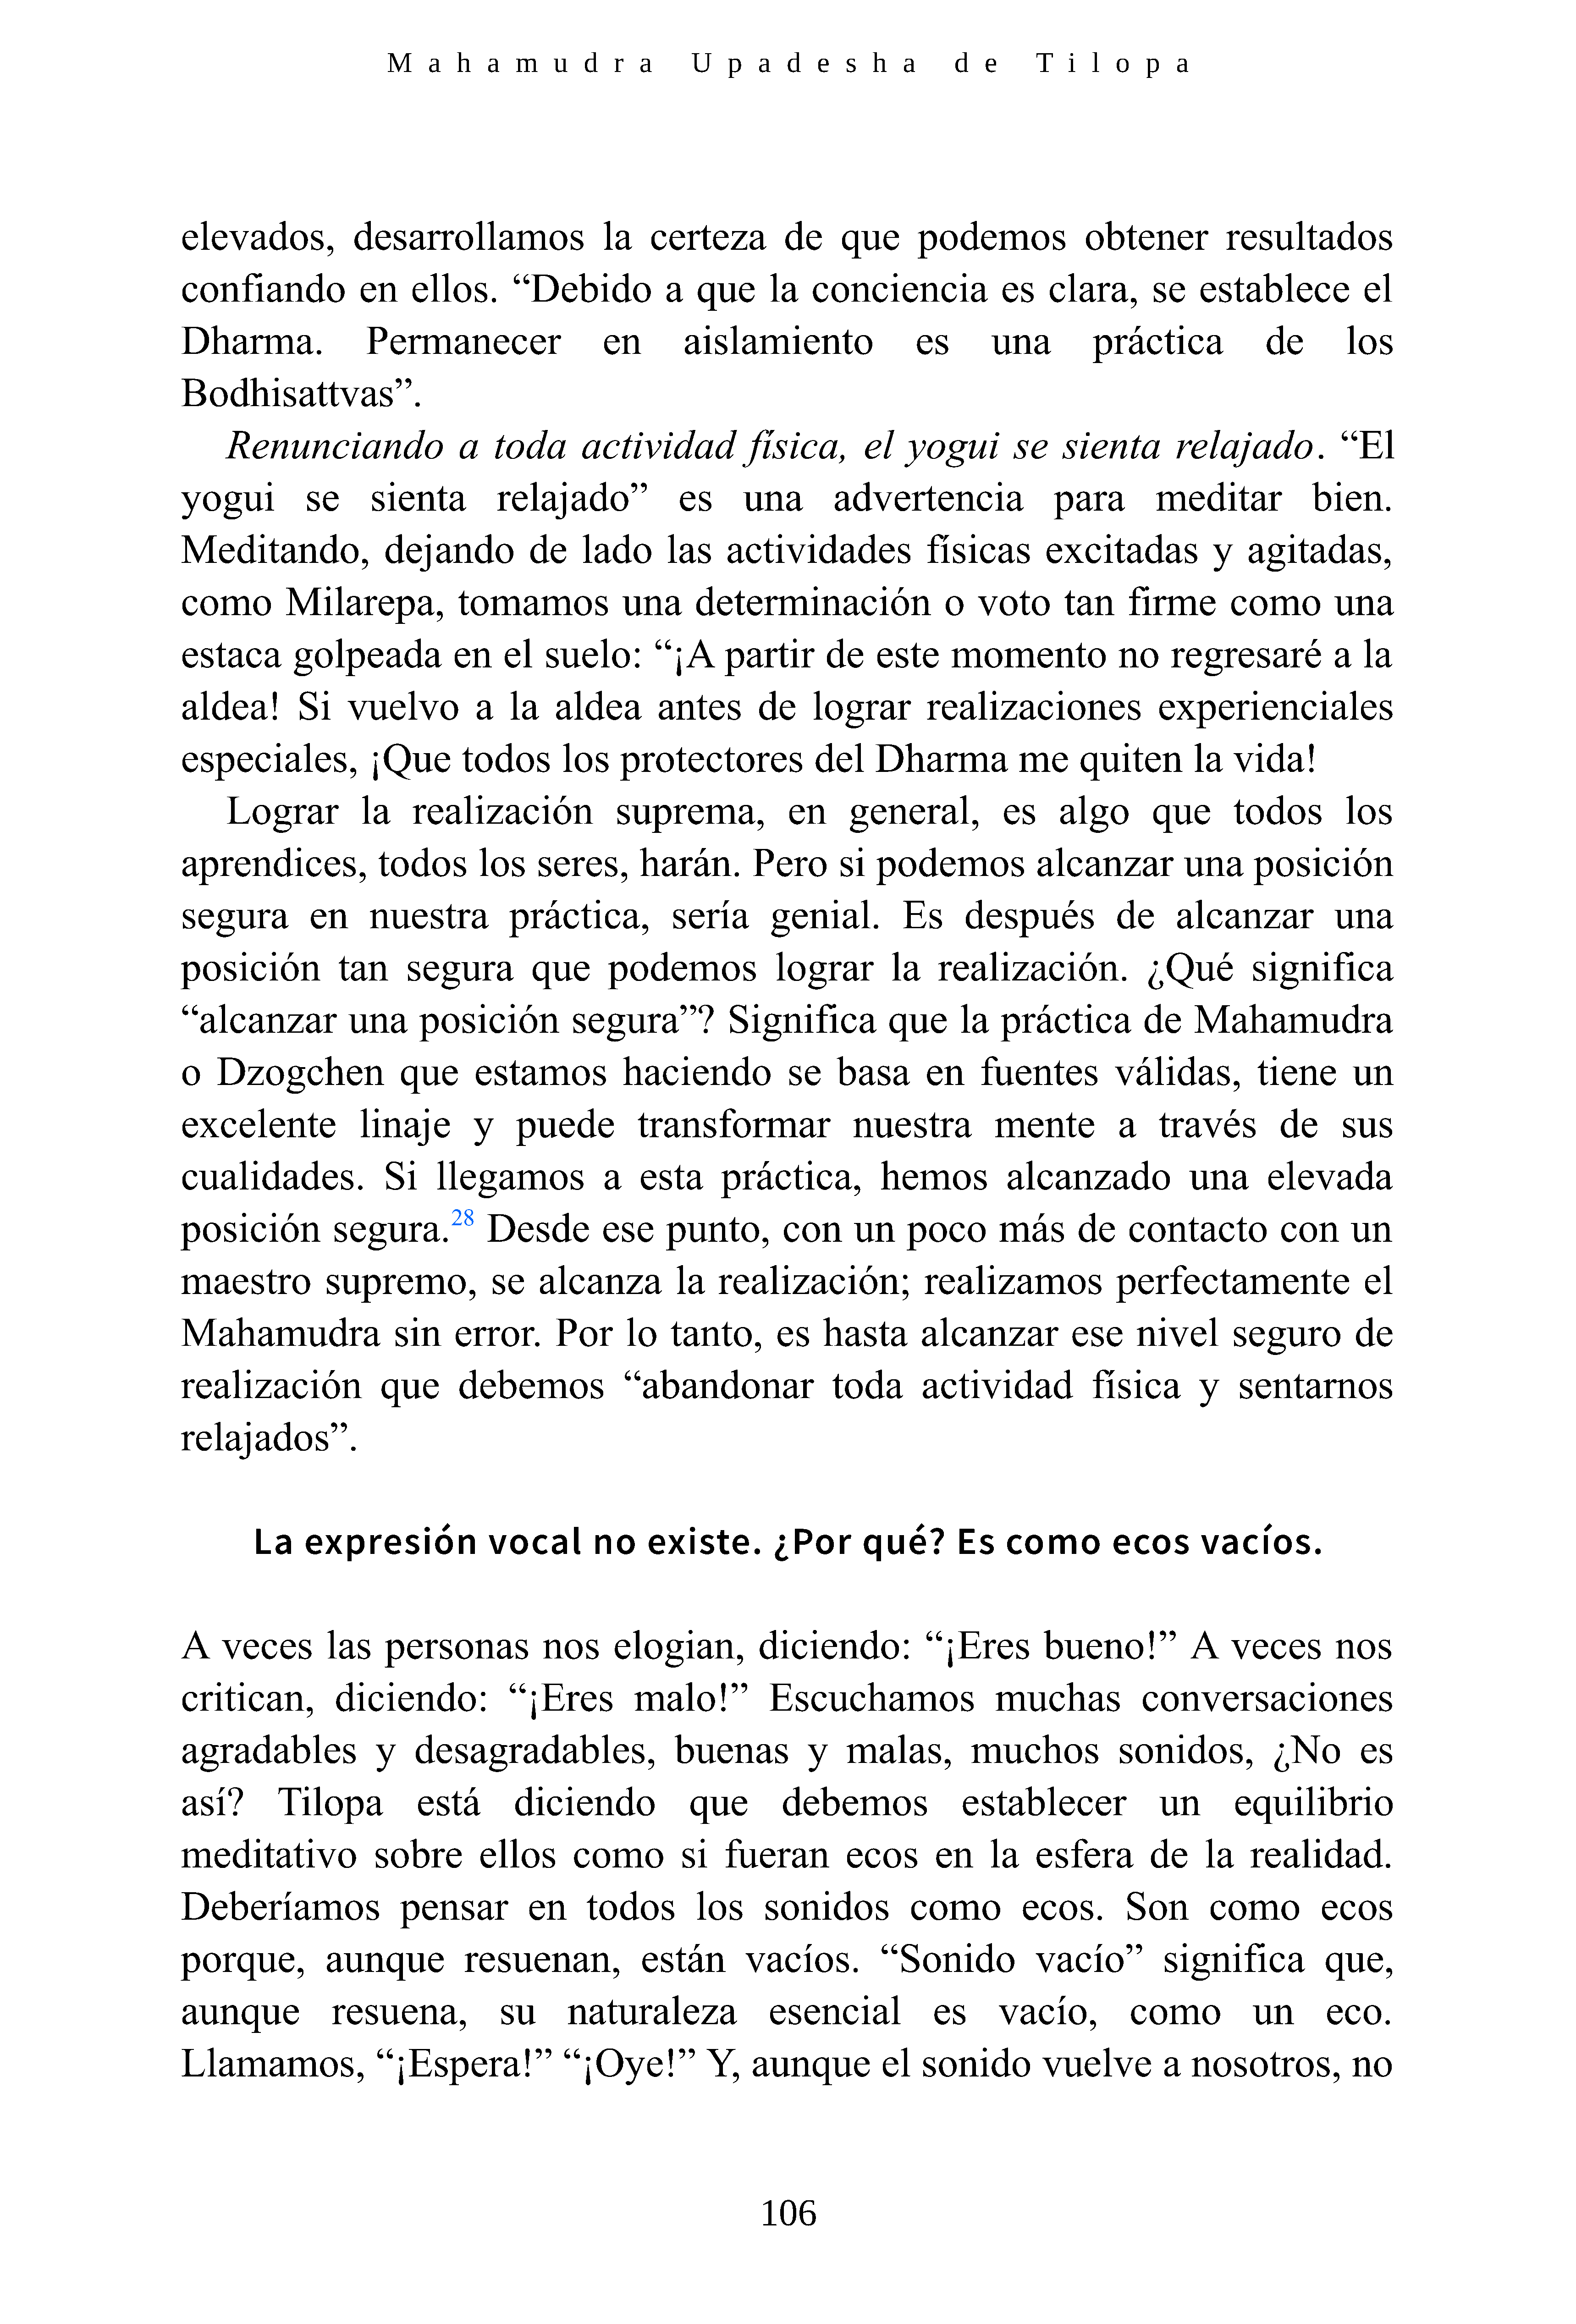 Mahamudra Upadesha de Tilopa
elevados, desarrollamos la certeza de que podemos obtener resultados
confiando en ellos. “Debido a que la conciencia es clara, se establece el
Dharma. Permanecer en aislamiento es una práctica de los
Bodhisattvas”.
Renunciando a toda actividad física, el yogui se sienta relajado. “El
yogui se sienta relajado” es una advertencia para meditar bien.
Meditando, dejando de lado las actividades físicas excitadas y agitadas,
como Milarepa, tomamos una determinación o voto tan firme como una
estaca golpeada en el suelo: “¡A partir de este momento no regresaré a la
aldea! Si vuelvo a la aldea antes de lograr realizaciones experienciales
especiales, ¡Que todos los protectores del Dharma me quiten la vida!
Lograr la realización suprema, en general, es algo que todos los
aprendices, todos los seres, harán. Pero si podemos alcanzar una posición
segura en nuestra práctica, sería genial. Es después de alcanzar una
posición tan segura que podemos lograr la realización. ¿Qué significa
“alcanzar una posición segura”? Significa que la práctica de Mahamudra
o Dzogchen que estamos haciendo se basa en fuentes válidas, tiene un
excelente linaje y puede transformar nuestra mente a través de sus
cualidades. Si llegamos a esta práctica, hemos alcanzado una elevada
posición segura.28 Desde ese punto, con un poco más de contacto con un
maestro supremo, se alcanza la realización; realizamos perfectamente el
Mahamudra sin error. Por lo tanto, es hasta alcanzar ese nivel seguro de
realización que debemos “abandonar toda actividad física y sentarnos
relajados”.
La expresión vocal no existe. ¿Por qué? Es como ecos vacíos.
A veces las personas nos elogian, diciendo: “¡Eres bueno!” A veces nos
critican, diciendo: “¡Eres malo!” Escuchamos muchas conversaciones
agradables y desagradables, buenas y malas, muchos sonidos, ¿No es
así? Tilopa está diciendo que debemos establecer un equilibrio
meditativo sobre ellos como si fueran ecos en la esfera de la realidad.
Deberíamos pensar en todos los sonidos como ecos. Son como ecos
porque, aunque resuenan, están vacíos. “Sonido vacío” significa que,
aunque resuena, su naturaleza esencial es vacío, como un eco.
Llamamos, “¡Espera!” “¡Oye!” Y, aunque el sonido vuelve a nosotros, no
106